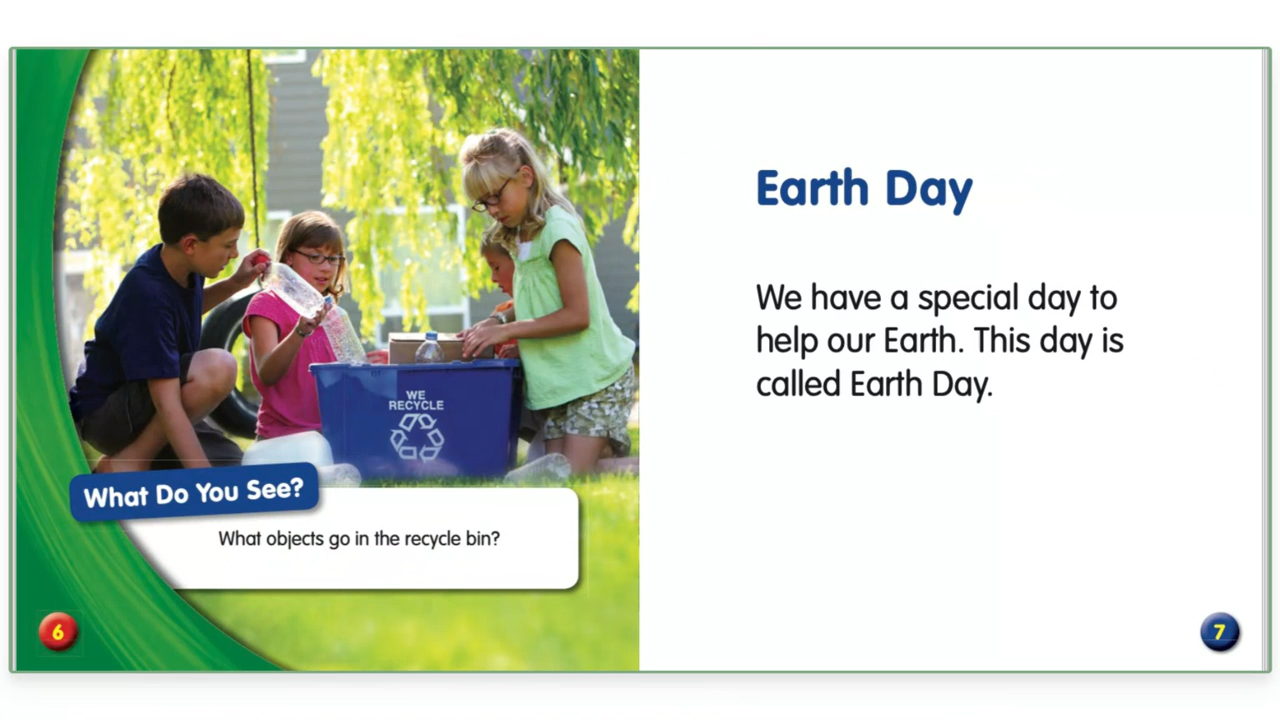 WE
RECYCLE
What Do You See?
What objects go in the recycle bin?
6
Earth Day
We have a special day to
help our Earth. This day is
called Earth Day.
7